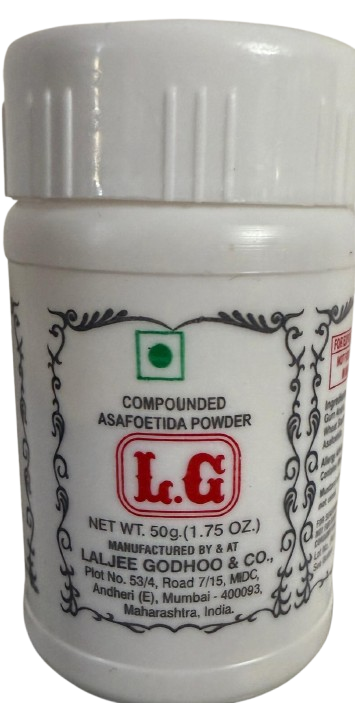 COMPOUNDED
ASAFOETIDA POWDER
L.G
NET WT. 50g.(1.75 OZ.)
MANUFACTURED BY & AT
LALJEE GODHOO & CO.,
Plot No. 53/4, Road 7/15, MIDC,
Andheri (E), Mumbai - 400093,
Maharashtra, India.